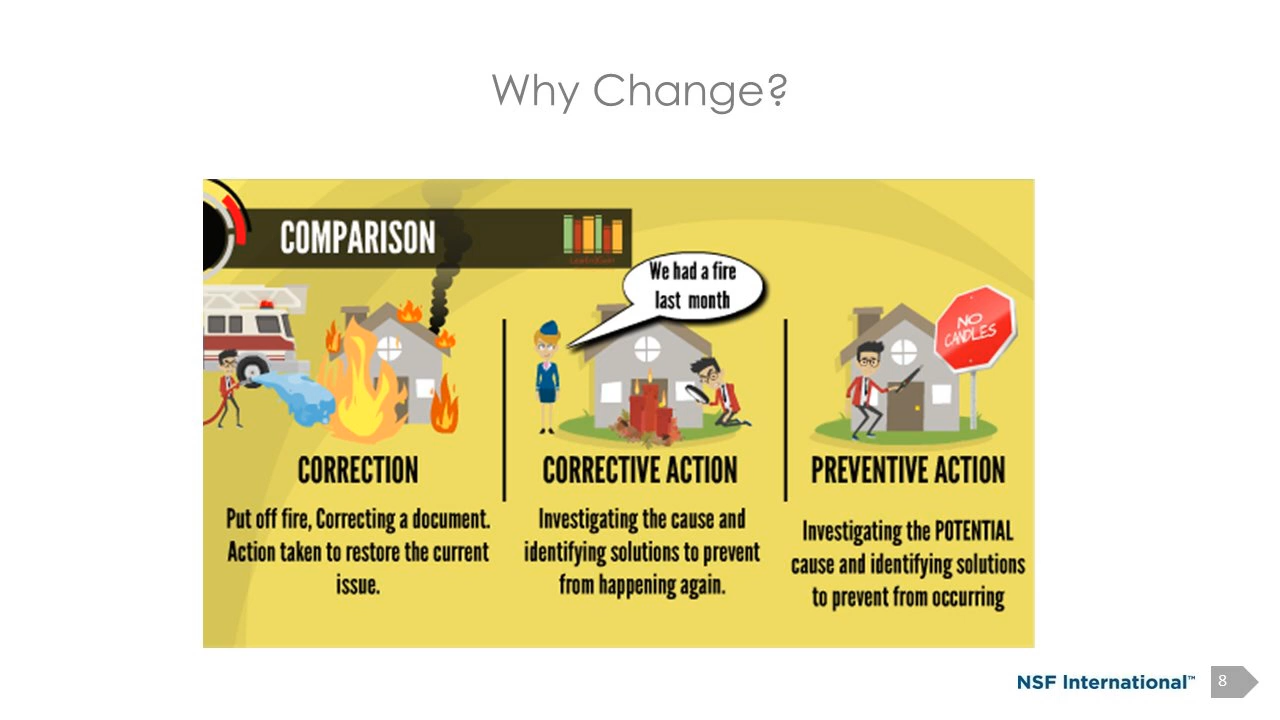 Why Change?
COMPARISON
We had a fire
last month
NO
CANDLES
CORRECTION
Put off fire, Correcting a document.
Action taken to restore the current
issue.
CORRECTIVE ACTION
Investigating the cause and
identifying solutions to prevent
from happening again.
PREVENTIVE ACTION
Investigating the POTENTIAL
cause and identifying solutions
to prevent from occurring
NSF International™
8